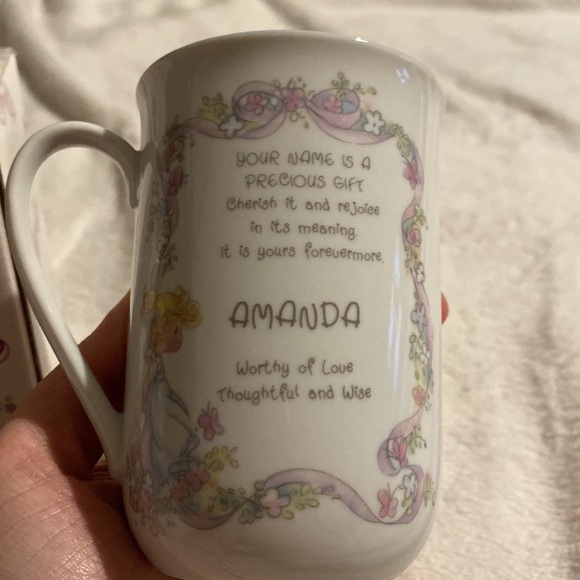 YOUR NAME IS A
PRECIOUS GIFT
Cherish it and rejoice
in its meaning.
It is yours forevermore.
AMANDA
Worthy of Love
Thoughtful and Wise